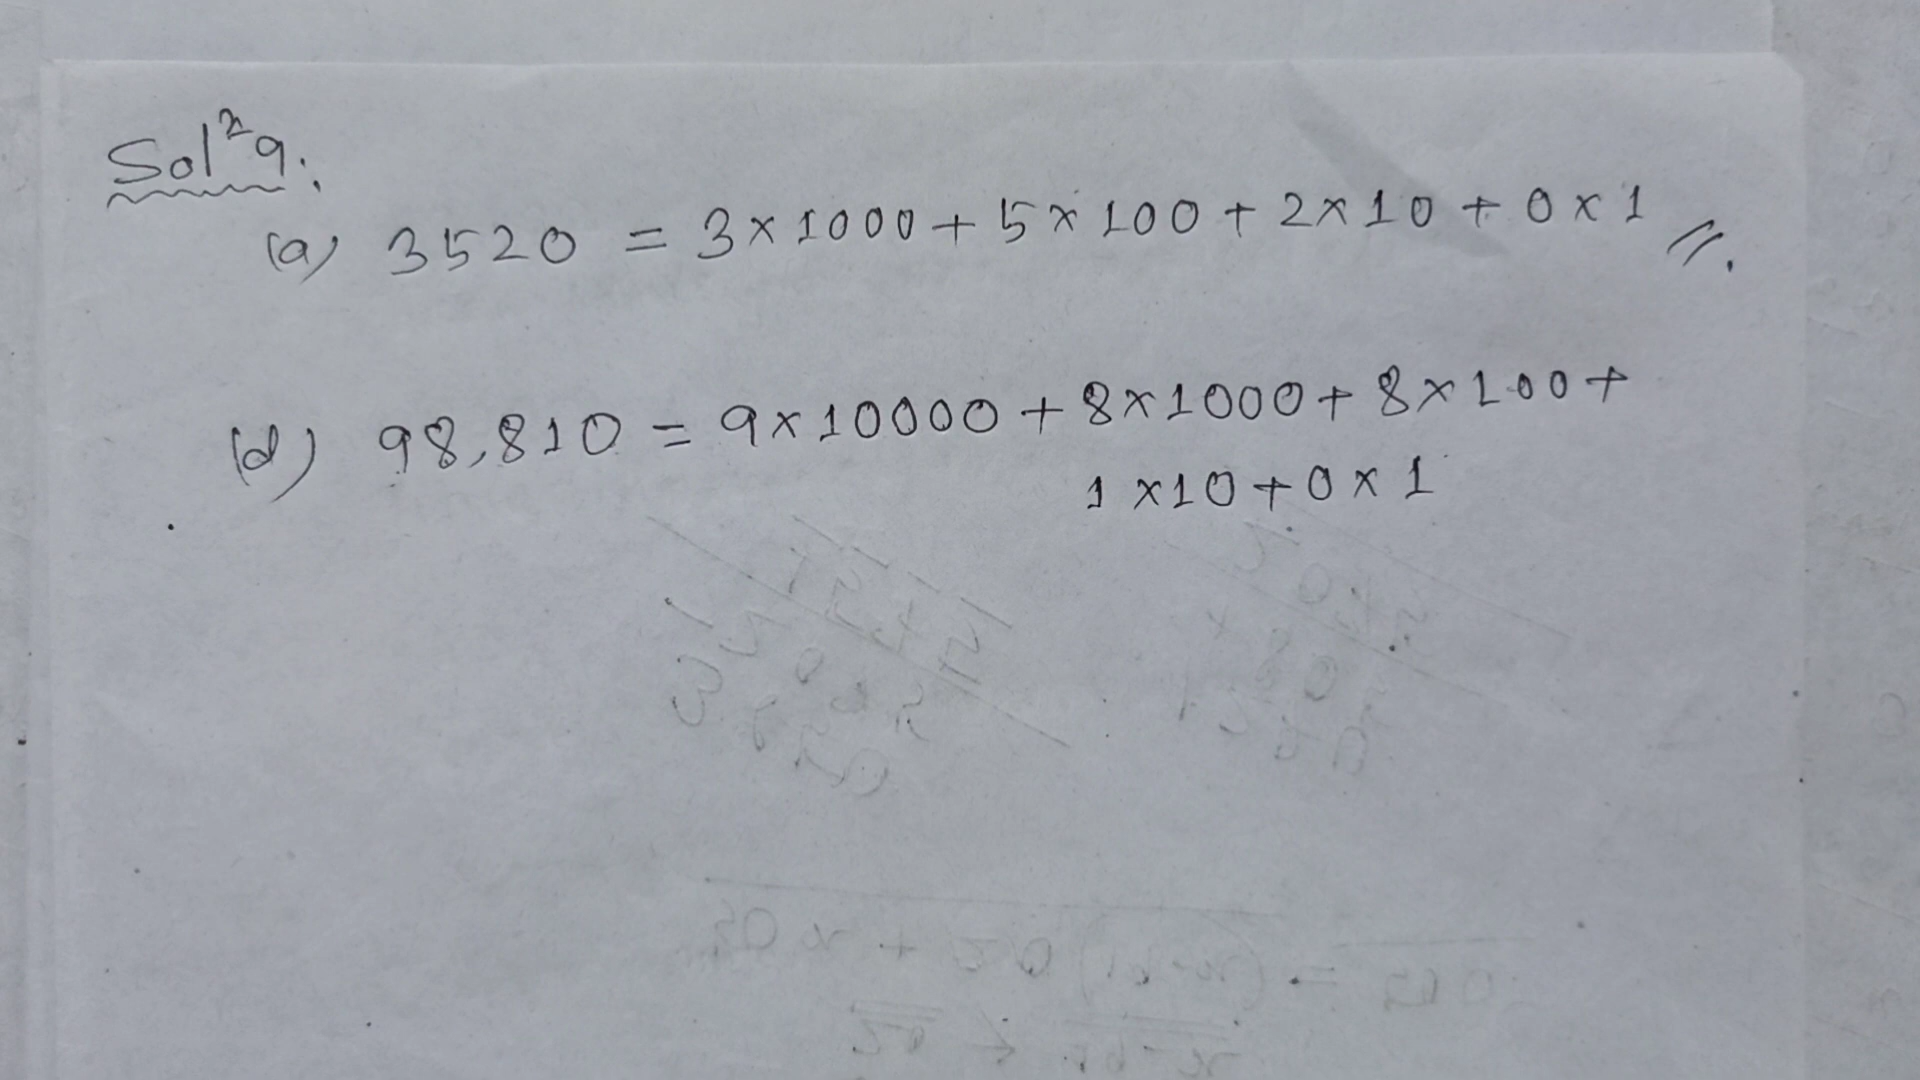 Solⁿ 9.
(a) 3520 = 3 × 1000 + 5 × 100 + 2 × 10 + 0 × 1 //.
(d) 98,810 = 9 × 10000 + 8 × 1000 + 8 × 100 +
1 × 10 + 0 × 1